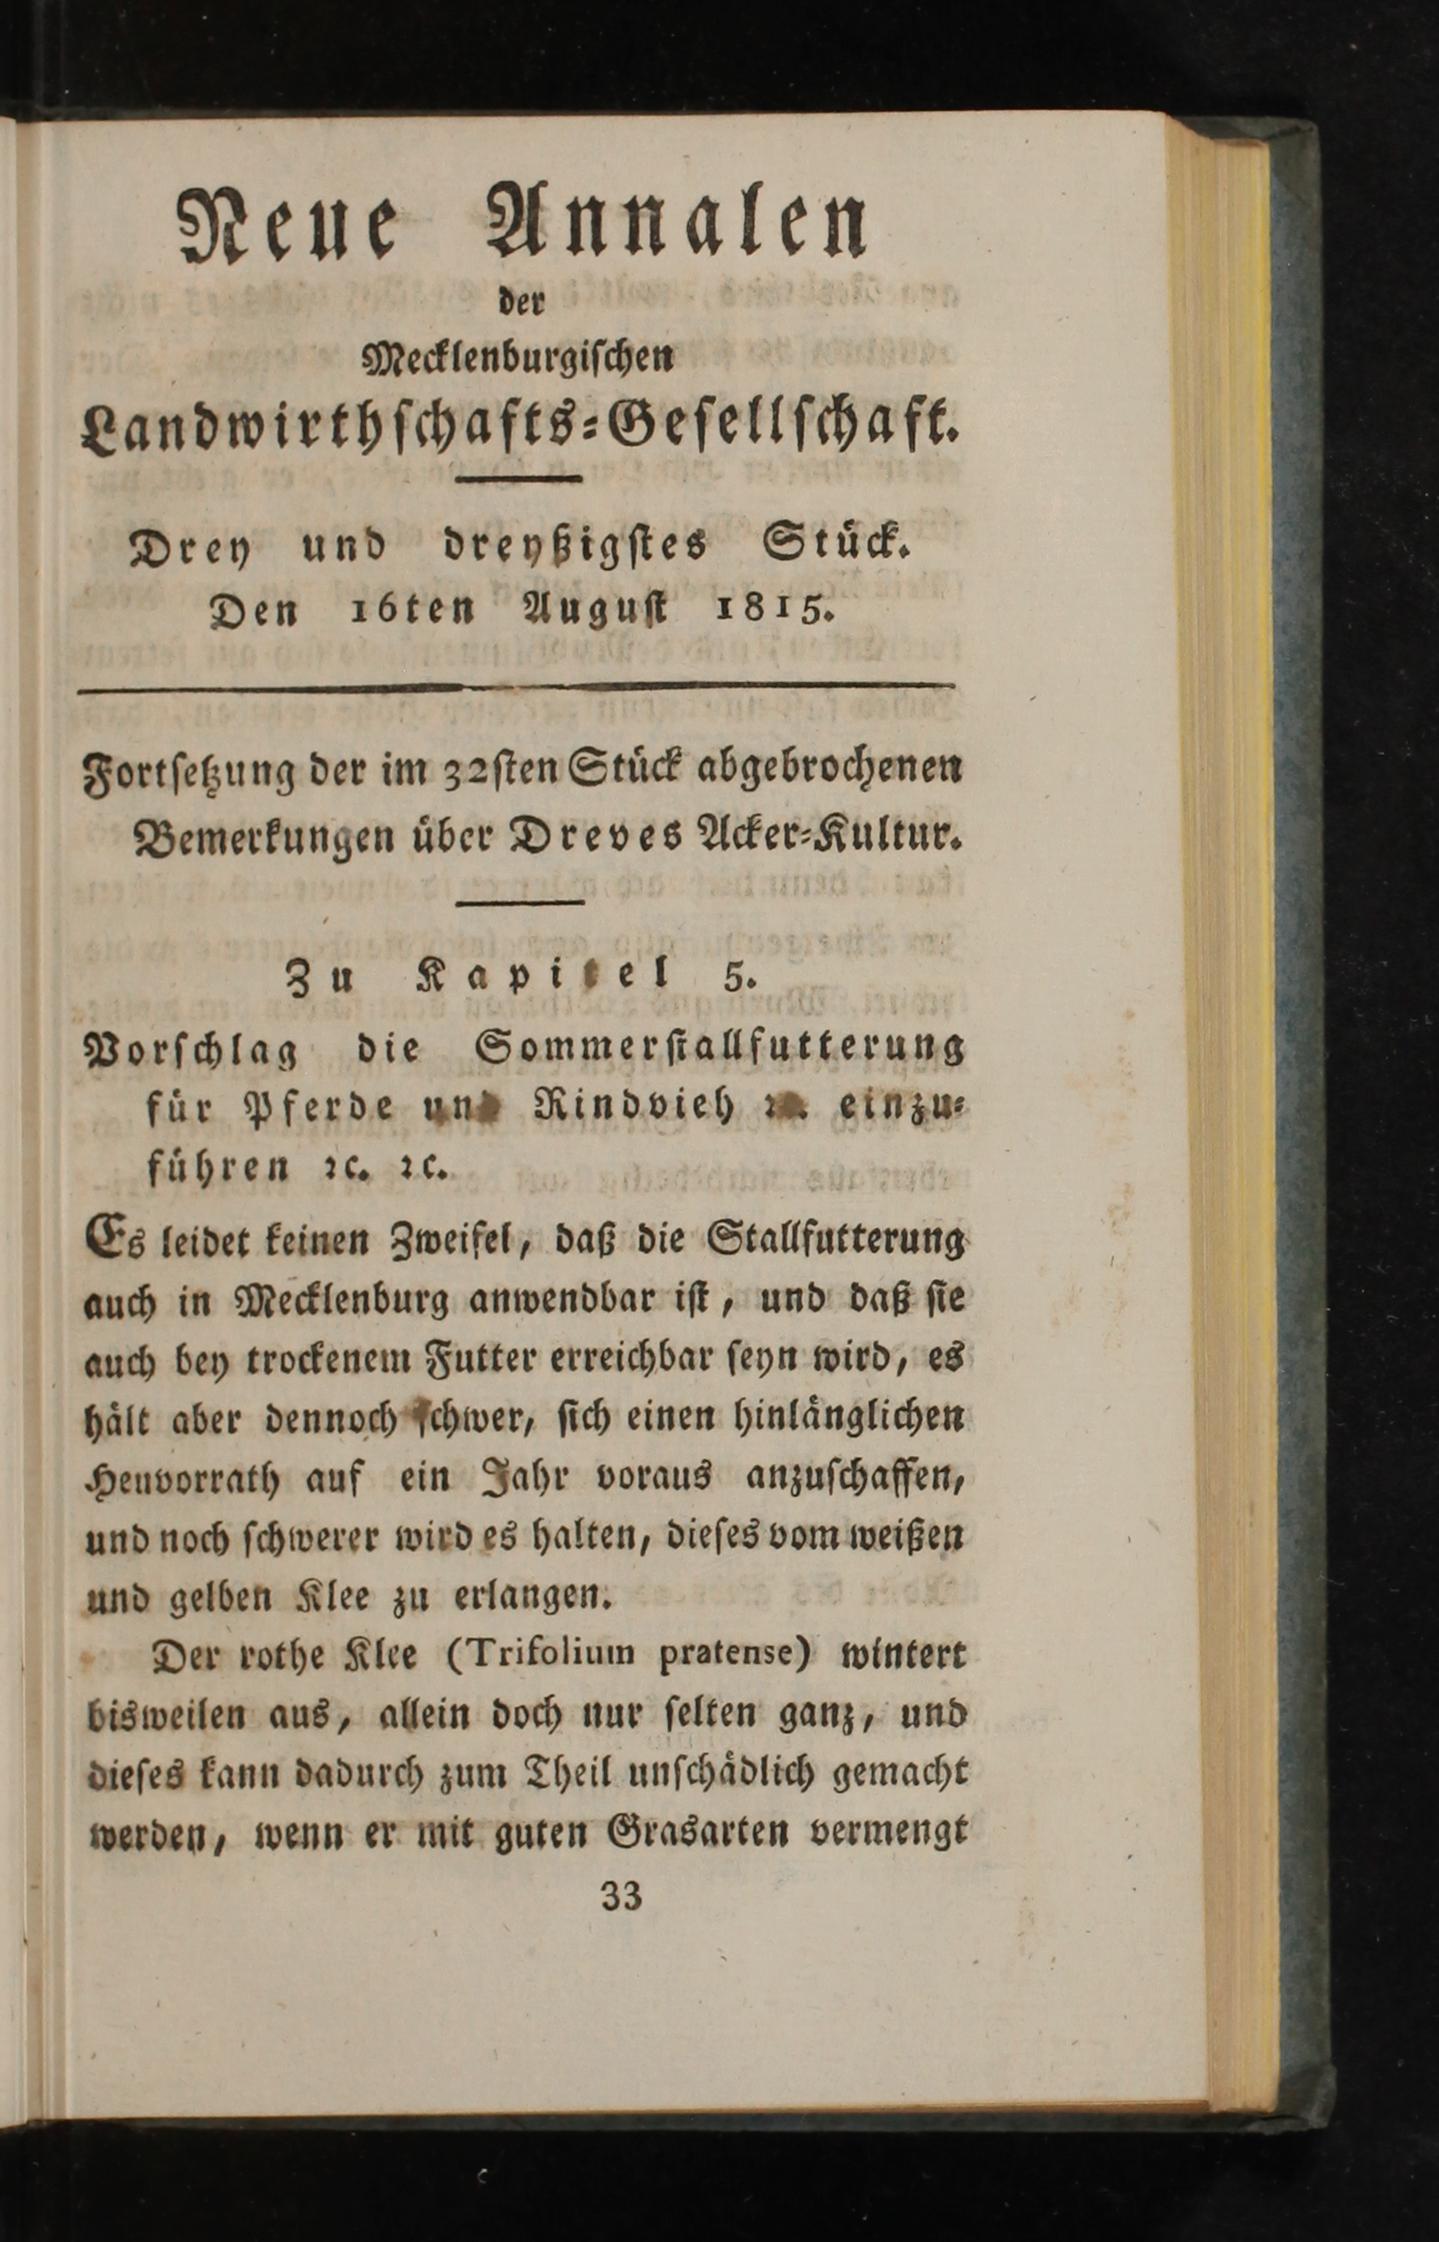 Neue Annalen
der
Mecklenburgiſchen
Landwirthſchafts-Geſellſchaft.
Drey und dreyßigſtes Stück.
Den 16ten Auguſt 1815.
Fortſetzung der im 32ſten Stück abgebrochenen
Bemerkungen über Dreves Acker-Kultur.
Zu Kapitel 5.
Vorſchlag die Sommerſtallfutterung
für Pferde und Rindvieh ꝛc. einzu-
führen ꝛc. ꝛc.
Es leidet keinen Zweifel, daß die Stallfutterung
auch in Mecklenburg anwendbar iſt, und daß ſie
auch bey trockenem Futter erreichbar ſeyn wird, es
hält aber dennoch ſchwer, ſich einen hinlänglichen
Heuvorrath auf ein Jahr voraus anzuſchaffen,
und noch ſchwerer wird es halten, dieſes vom weißen
und gelben Klee zu erlangen.
Der rothe Klee (Trifolium pratense) wintert
bisweilen aus, allein doch nur ſelten ganz, und
dieſes kann dadurch zum Theil unſchädlich gemacht
werden, wenn er mit guten Grasarten vermengt
33